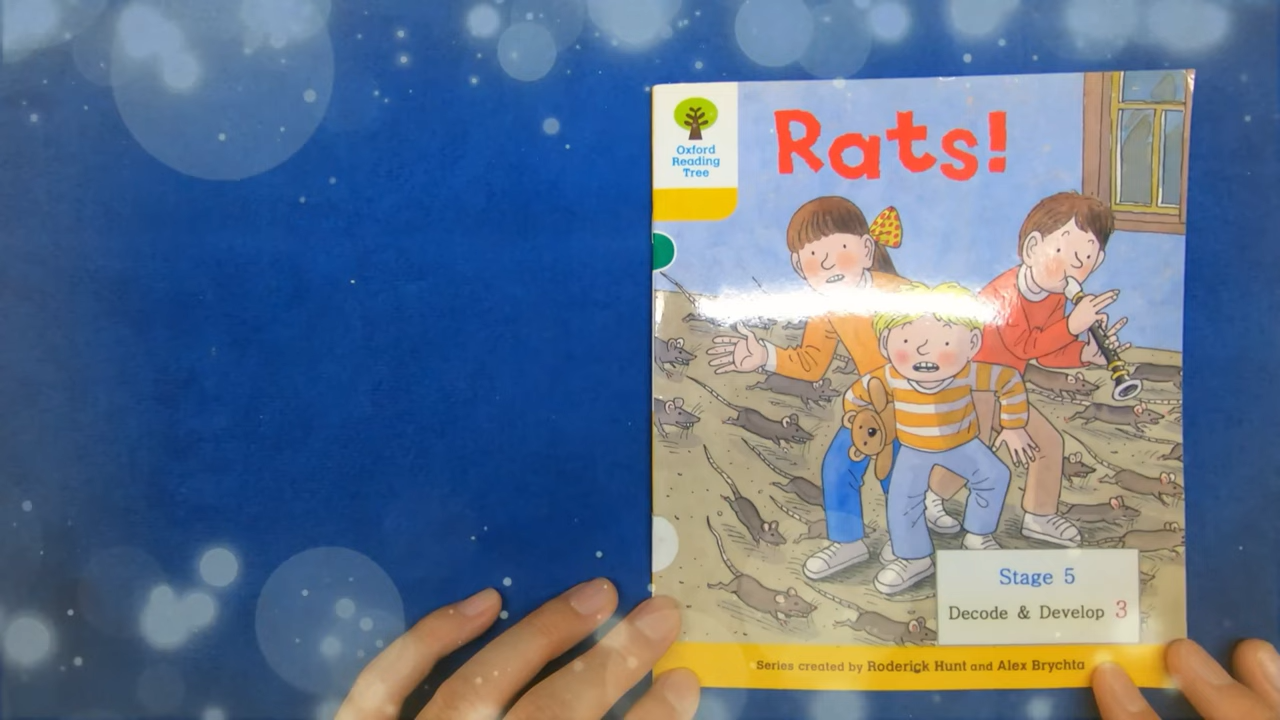 Oxford
Reading
Tree
Rats!
Stage 5
Decode & Develop 3
Series created by Roderick Hunt and Alex Brychta